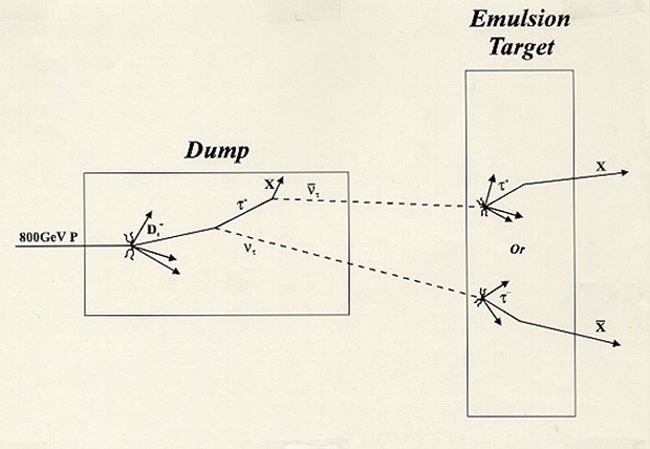 Emulsion
Target
Dump
X
ν̄τ
τ⁺
X
τ⁺
800GeV P
Ds⁺
ντ
Or
τ⁻
X̄